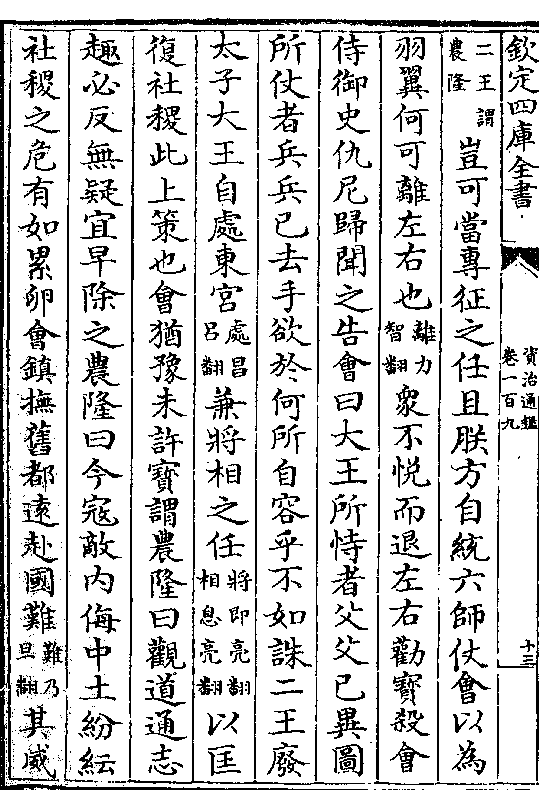 欽定四庫全書
資治通鑑
卷一百九
十三
二王謂農隆豈可當專征之任且朕方自統六師仗會以為
羽翼何可離左右也離力智翻衆不悅而退左右勸寶殺會
侍御史仇尼歸聞之告會曰大王所恃者父父已異圖
所仗者兵兵已去手欲於何所自容乎不如誅二王廢
太子大王自處東宮處昌呂翻兼將相之任將即亮翻相息亮翻以匡
復社稷此上策也會猶豫未許寶謂農隆曰觀道通志
趣必反無疑宜早除之農隆曰今寇敵內侮中土紛紜
社稷之危有如累卵會鎮撫舊都遠赴國難難乃旦翻其威